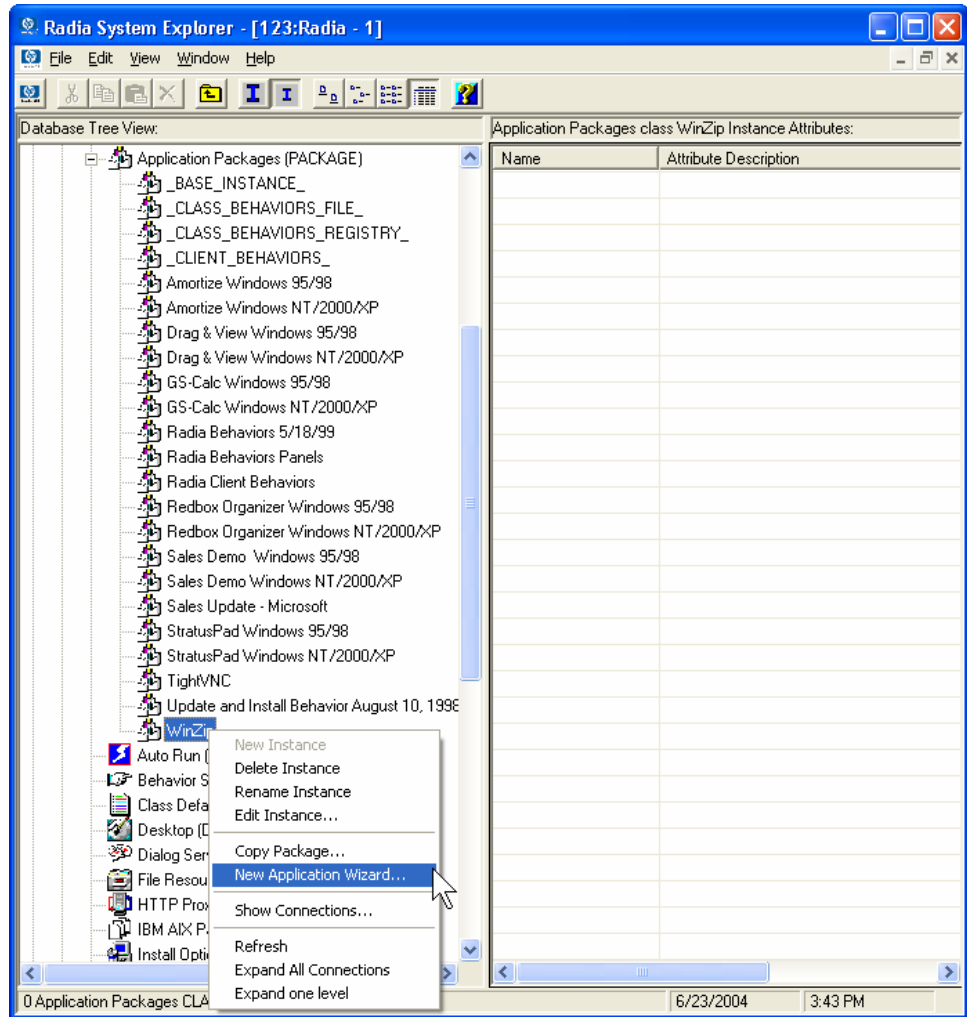 Radia System Explorer - [123:Radia - 1]
File Edit View Window Help
Database Tree View:
Application Packages class WinZip Instance Attributes:
Name Attribute Description
Application Packages (PACKAGE)
_BASE_INSTANCE_
_CLASS_BEHAVIORS_FILE_
_CLASS_BEHAVIORS_REGISTRY_
_CLIENT_BEHAVIORS_
Amortize Windows 95/98
Amortize Windows NT/2000/XP
Drag & View Windows 95/98
Drag & View Windows NT/2000/XP
GS-Calc Windows 95/98
GS-Calc Windows NT/2000/XP
Radia Behaviors 5/18/99
Radia Behaviors Panels
Radia Client Behaviors
Redbox Organizer Windows 95/98
Redbox Organizer Windows NT/2000/XP
Sales Demo Windows 95/98
Sales Demo Windows NT/2000/XP
Sales Update - Microsoft
StratusPad Windows 95/98
StratusPad Windows NT/2000/XP
TightVNC
Update and Install Behavior August 10, 1998
WinZip
Auto Run (
Behavior S
Class Defa
Desktop (D
Dialog Ser
File Resou
HTTP Prox
IBM AIX P
Install Opti
New Instance
Delete Instance
Rename Instance
Edit Instance...
Copy Package...
New Application Wizard...
Show Connections...
Refresh
Expand All Connections
Expand one level
0 Application Packages CLA
6/23/2004
3:43 PM